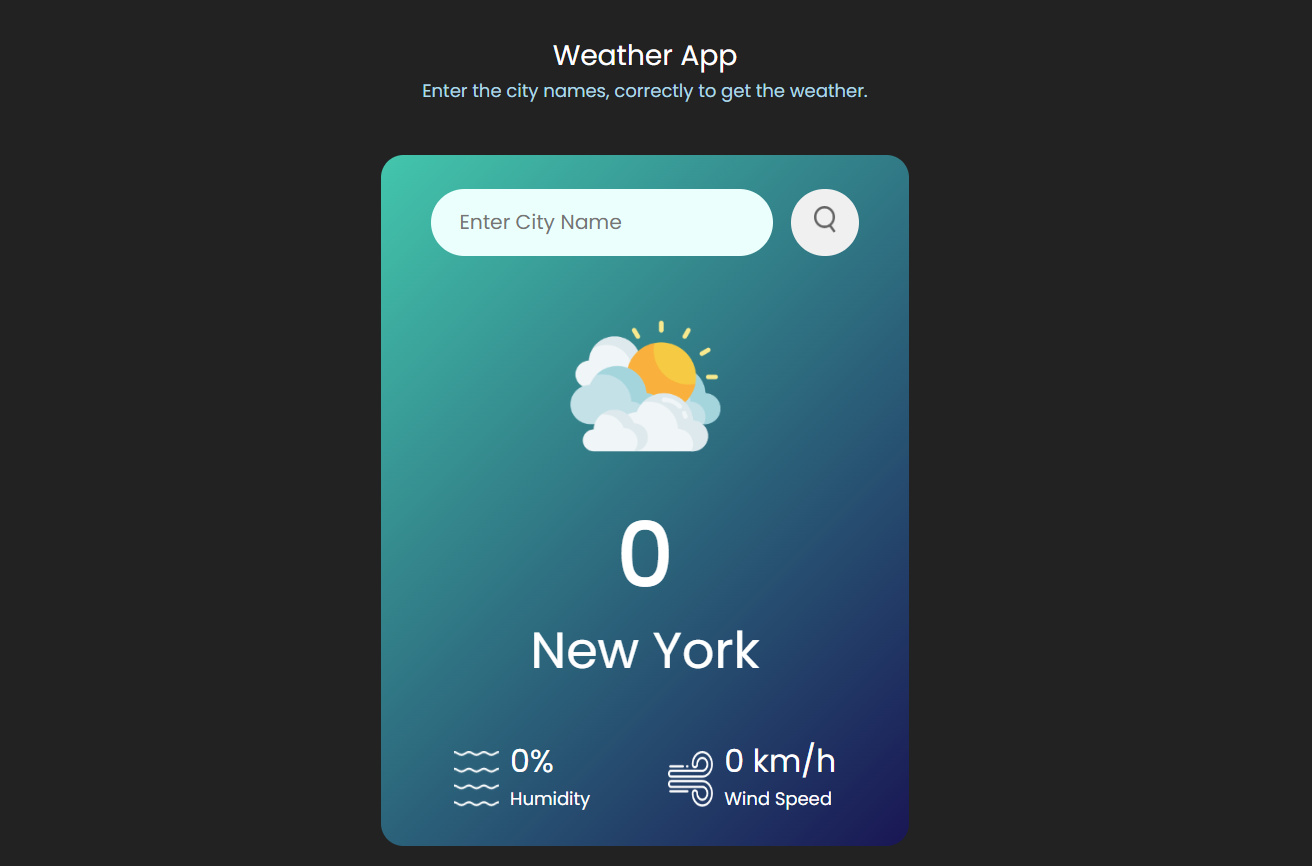 Weather App
Enter the city names, correctly to get the weather.
Enter City Name
0
New York
0%
Humidity
0 km/h
Wind Speed